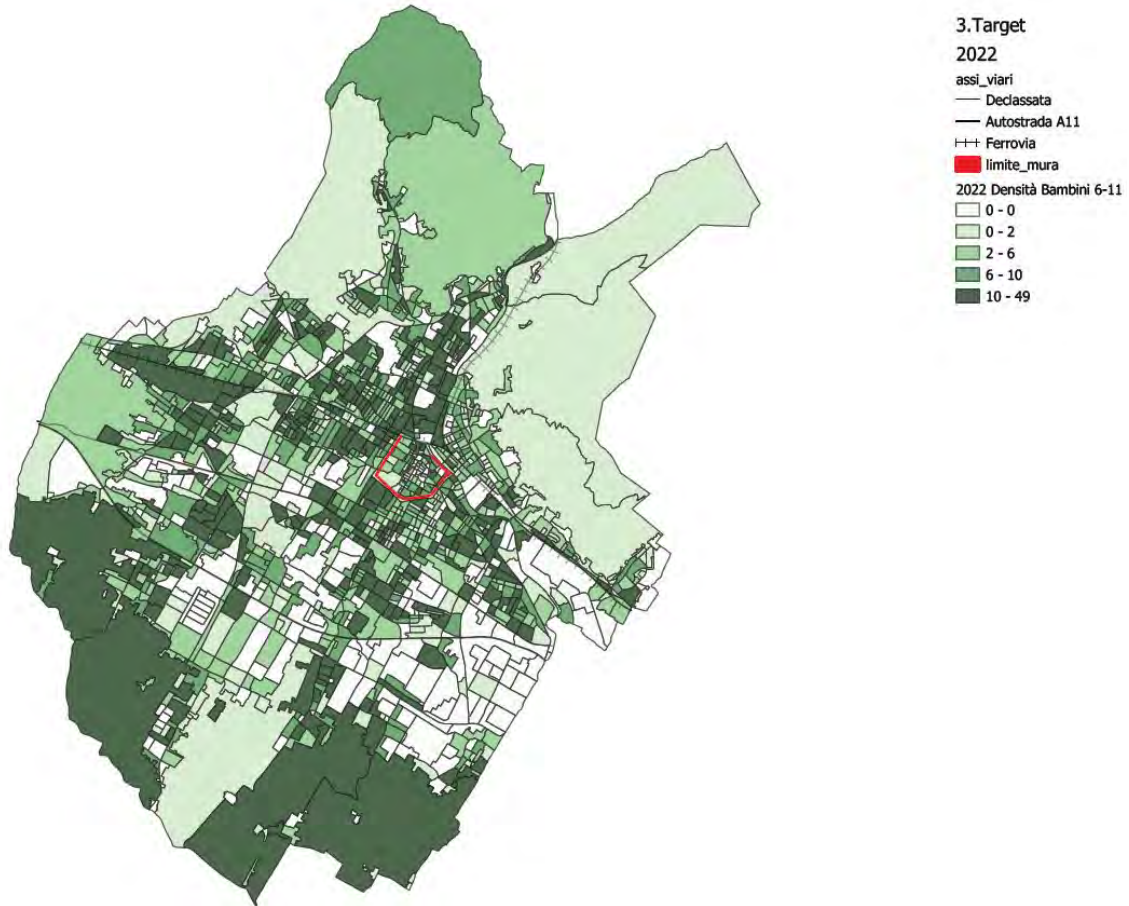 3.Target
2022
assi_viari
Declassata
Autostrada A11
Ferrovia
limite_mura
2022 Densità Bambini 6-11
0 - 0
0 - 2
2 - 6
6 - 10
10 - 49